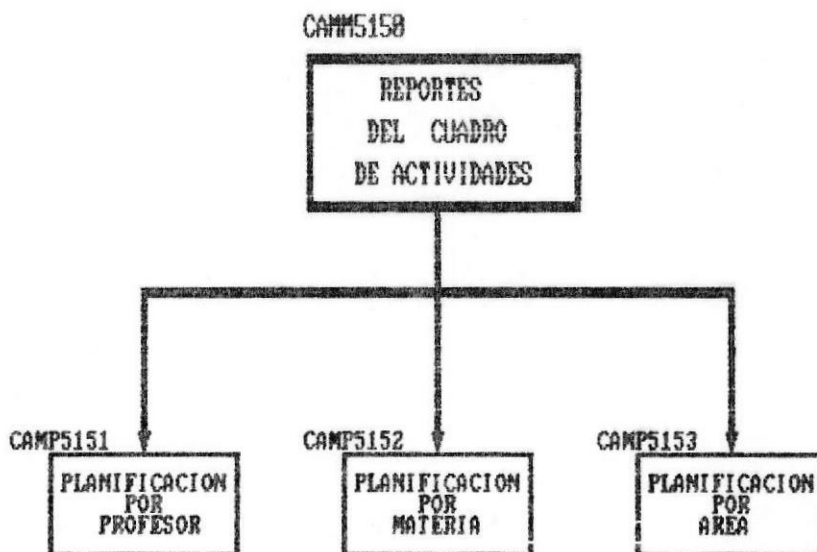 CAMM5150
REPORTES
DEL CUADRO
DE ACTIVIDADES
CAMP5151
PLANIFICACION
POR
PROFESOR
CAMP5152
PLANIFICACION
POR
MATERIA
CAMP5153
PLANIFICACION
POR
AREA